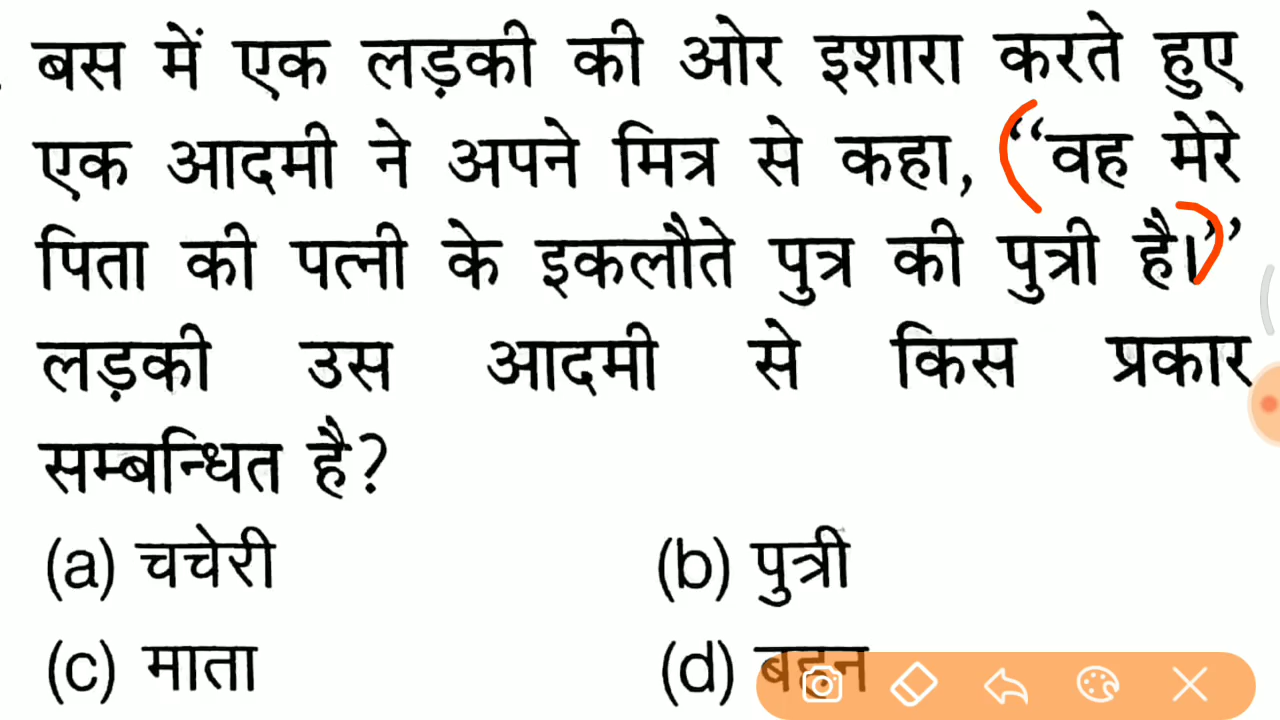 बस में एक लड़की की ओर इशारा करते हुए
एक आदमी ने अपने मित्र से कहा, ‘‘वह मेरे
पिता की पत्नी के इकलौते पुत्र की पुत्री है।’’
लड़की उस आदमी से किस प्रकार
सम्बन्धित है?
(a) चचेरी (b) पुत्री
(c) माता (d) बहन